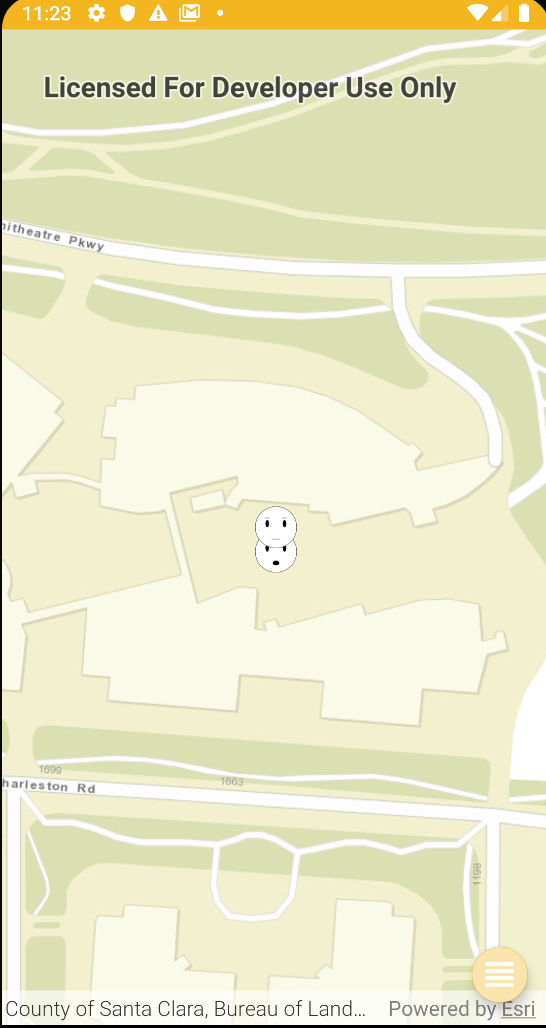 11:23
Licensed For Developer Use Only
hitheatre Pkwy
1699
1663
harleston Rd
1198
County of Santa Clara, Bureau of Land… Powered by Esri